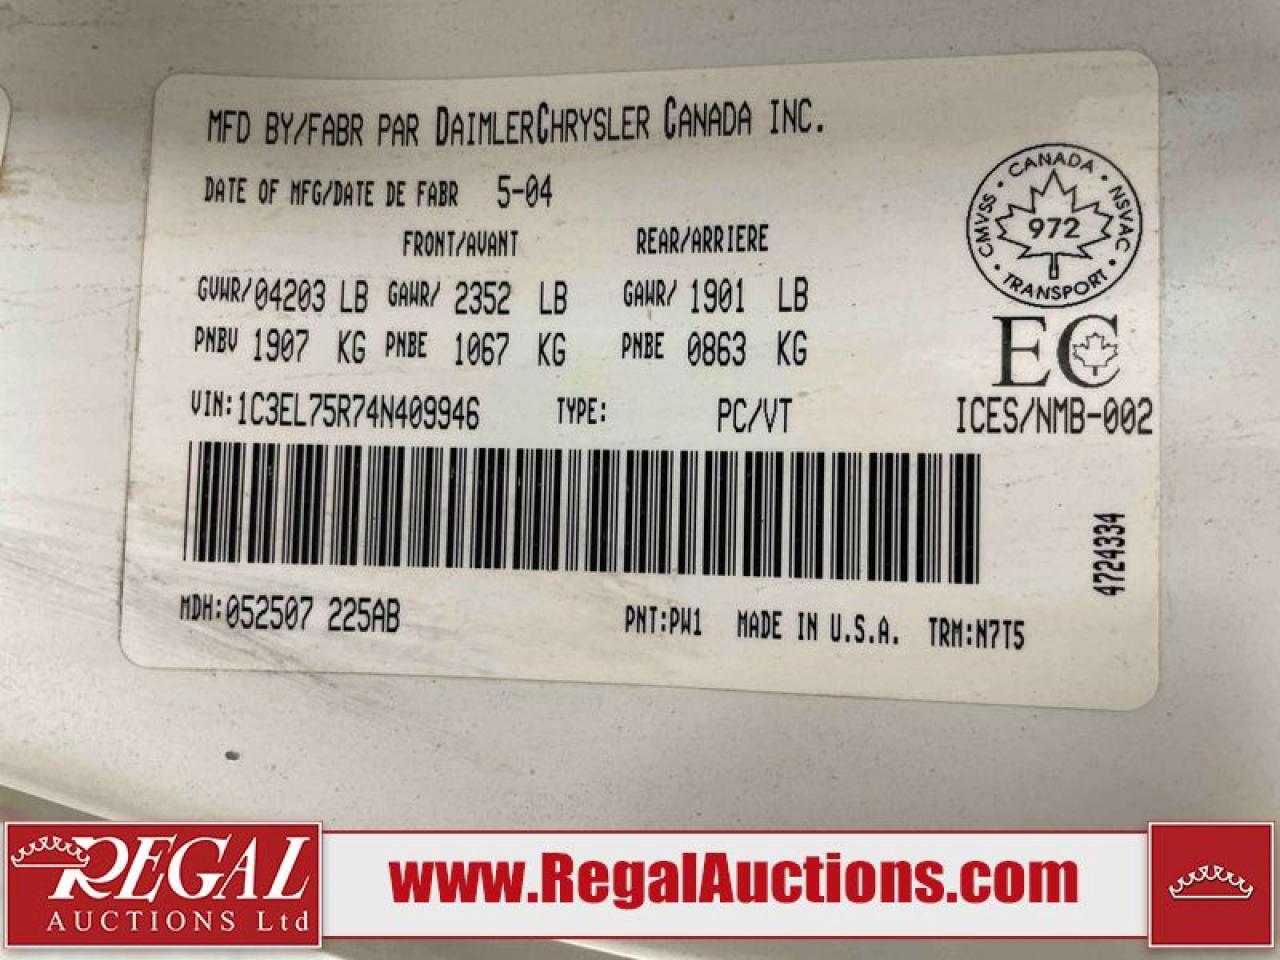 MFD BY/FABR PAR DAIMLERCHRYSLER CANADA INC.
DATE OF MFG/DATE DE FABR 5-04
FRONT/AVANT REAR/ARRIERE
GVWR/04203 LB GAWR/ 2352 LB GAWR/ 1901 LB
PNBV 1907 KG PNBE 1067 KG PNBE 0863 KG
VIN:1C3EL75R74N409946 TYPE: PC/VT
CANADA · NSVAC · TRANSPORT · CMVSS ·
972
EC
ICES/NMB-002
4724334
MDH:052507 225AB PNT:PW1 MADE IN U.S.A. TRM:N7T5
REGAL
AUCTIONS Ltd
www.RegalAuctions.com